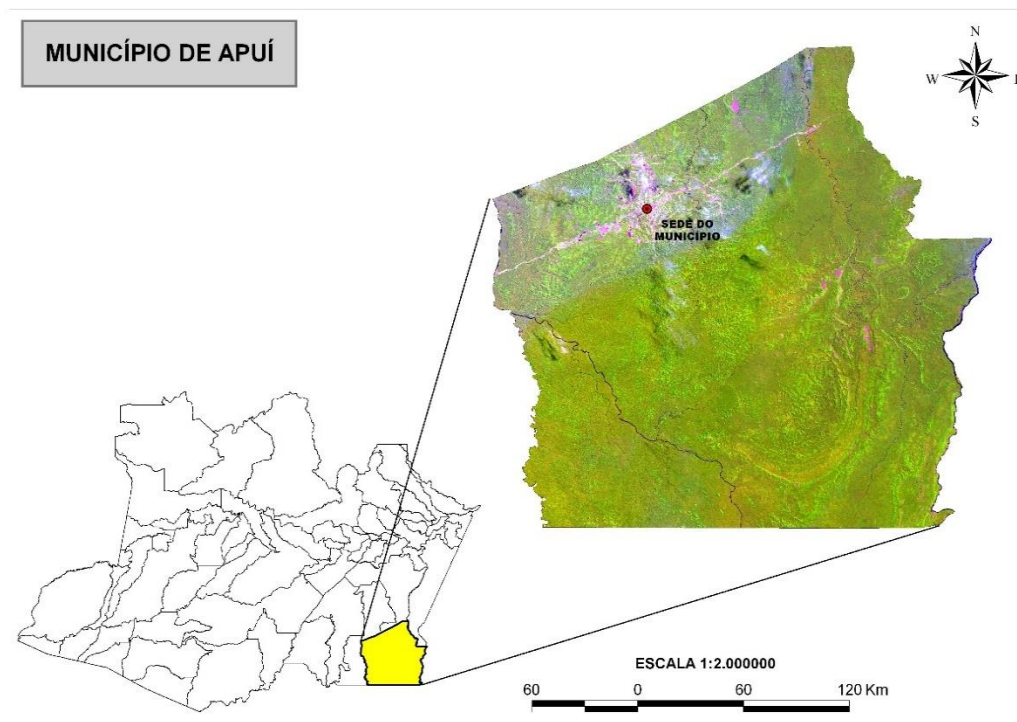 MUNICÍPIO DE APUÍ
N
W
S
SEDE DO
MUNICÍPIO
ESCALA 1:2.000000
60 0 60 120 Km